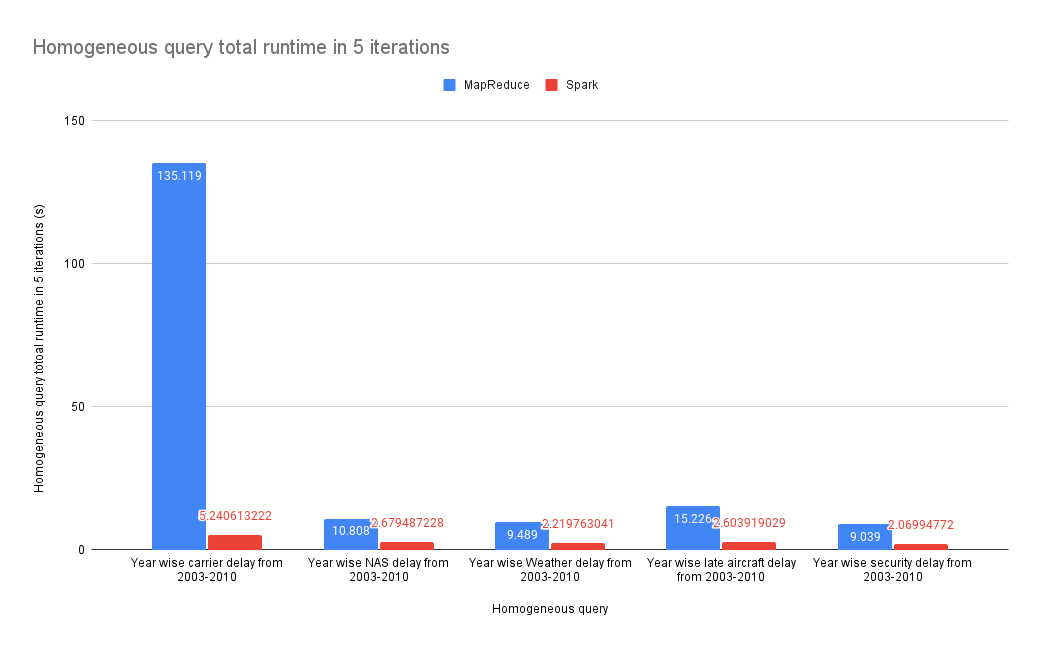 Homogeneous query total runtime in 5 iterations
MapReduce
Spark
Homogeneous query totoal runtime in 5 iterations (s)
150
100
50
0
135.119
5.240613222
10.808
2.679487228
9.489
2.219763041
15.226
2.603919029
9.039
2.06994772
Year wise carrier delay from
2003-2010
Year wise NAS delay from
2003-2010
Year wise Weather delay from
2003-2010
Year wise late aircraft delay
from 2003-2010
Year wise security delay from
2003-2010
Homogeneous query